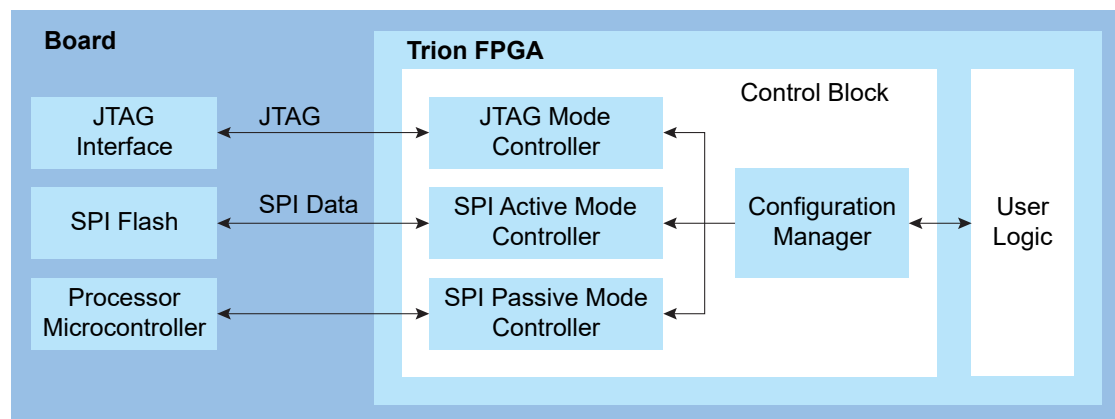 Board
Trion FPGA
Control Block
JTAG
Interface
JTAG
JTAG Mode
Controller
SPI Flash
SPI Data
SPI Active Mode
Controller
Configuration
Manager
User
Logic
Processor
Microcontroller
SPI Passive Mode
Controller